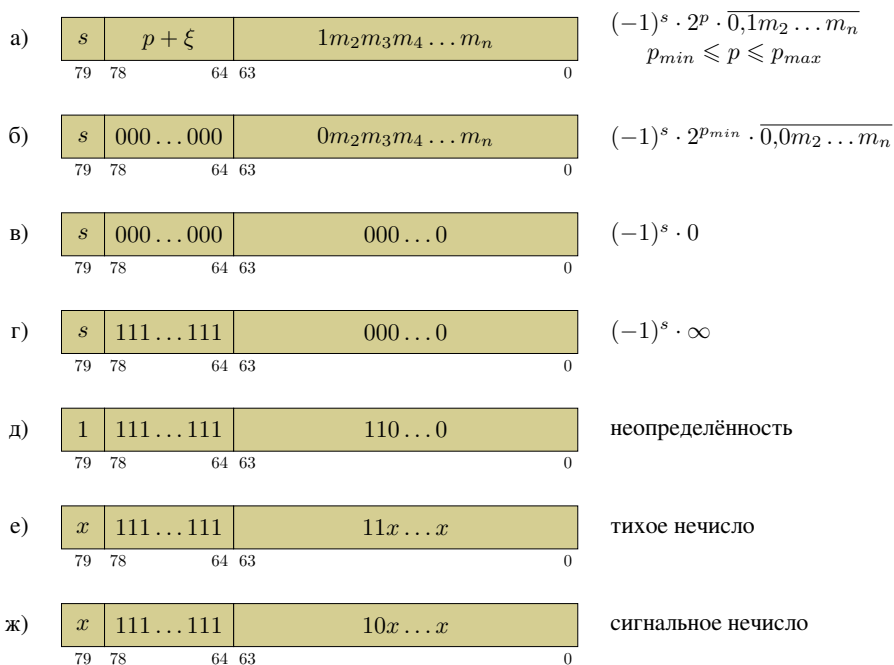 а) s p + ξ 1m₂m₃m₄ … mₙ (−1)ˢ · 2ᵖ · 0,1m₂ … mₙ
79 78 64 63 0 pₘᵢₙ ⩽ p ⩽ pₘₐₓ
б) s 000 … 000 0m₂m₃m₄ … mₙ (−1)ˢ · 2^{pₘᵢₙ} · 0,0m₂ … mₙ
79 78 64 63 0
в) s 000 … 000 000 … 0 (−1)ˢ · 0
79 78 64 63 0
г) s 111 … 111 000 … 0 (−1)ˢ · ∞
79 78 64 63 0
д) 1 111 … 111 110 … 0 неопределённость
79 78 64 63 0
е) x 111 … 111 11x … x тихое нечисло
79 78 64 63 0
ж) x 111 … 111 10x … x сигнальное нечисло
79 78 64 63 0